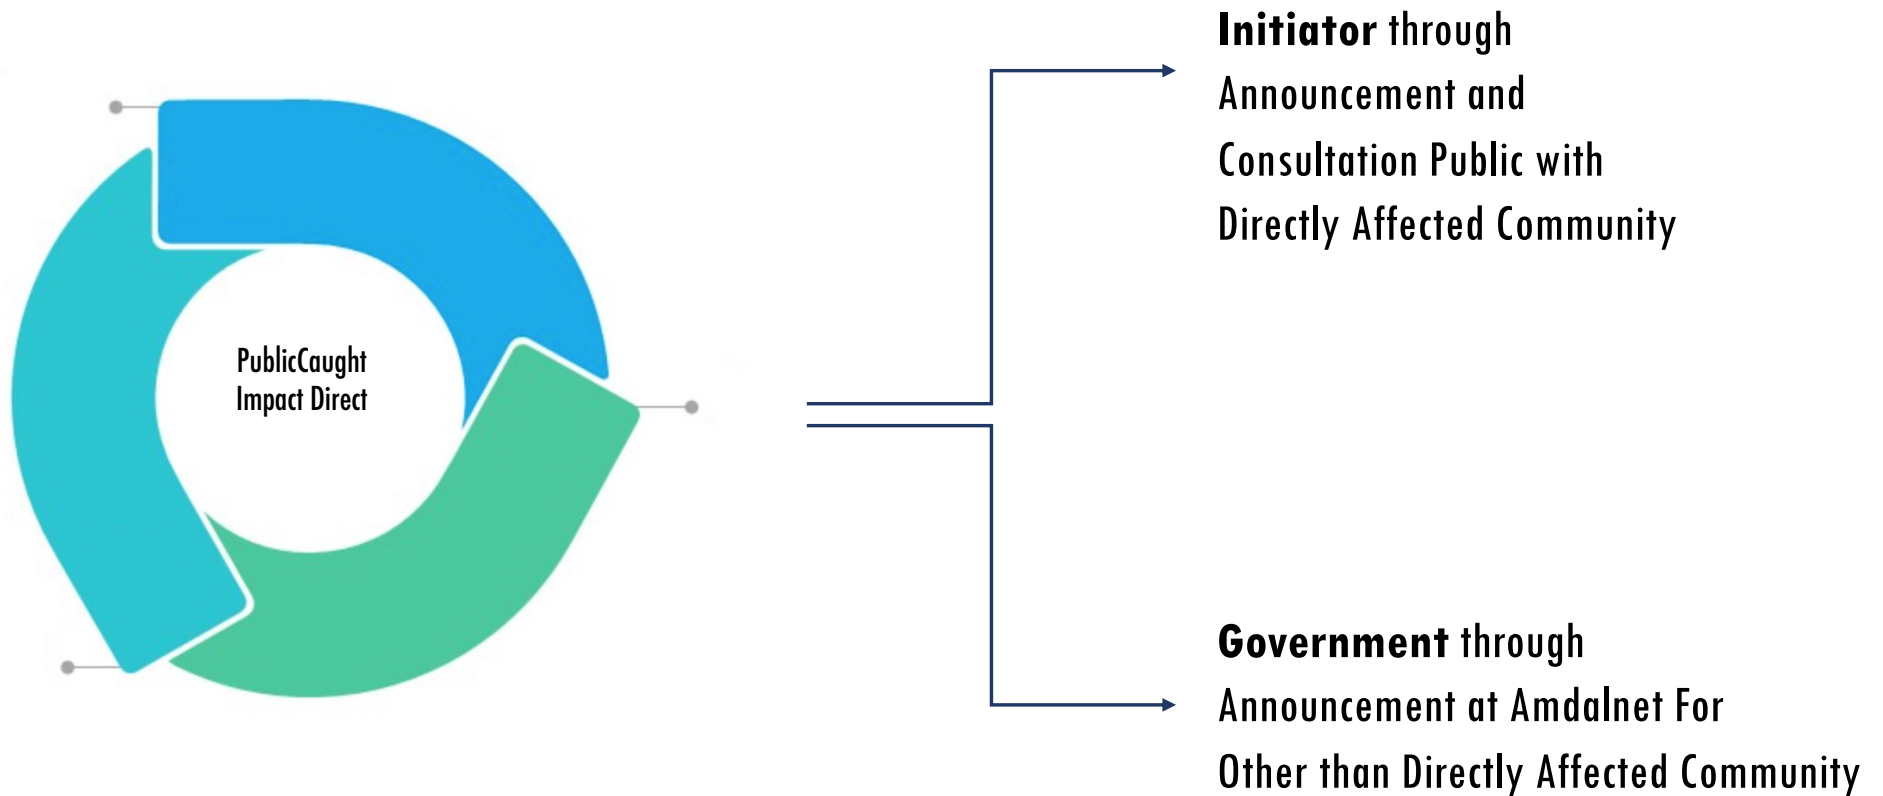 PublicCaught
Impact Direct
Initiator through
Announcement and
Consultation Public with
Directly Affected Community
Government through
Announcement at Amdalnet For
Other than Directly Affected Community